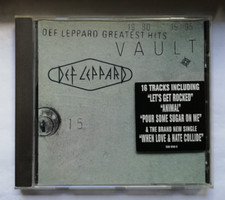 DEF LEPPARD GREATEST HITS
VAULT
DEF LEPPARD
16 TRACKS INCLUDING
"LET'S GET ROCKED"
"ANIMAL"
"POUR SOME SUGAR ON ME"
& THE BRAND NEW SINGLE
"WHEN LOVE & HATE COLLIDE"